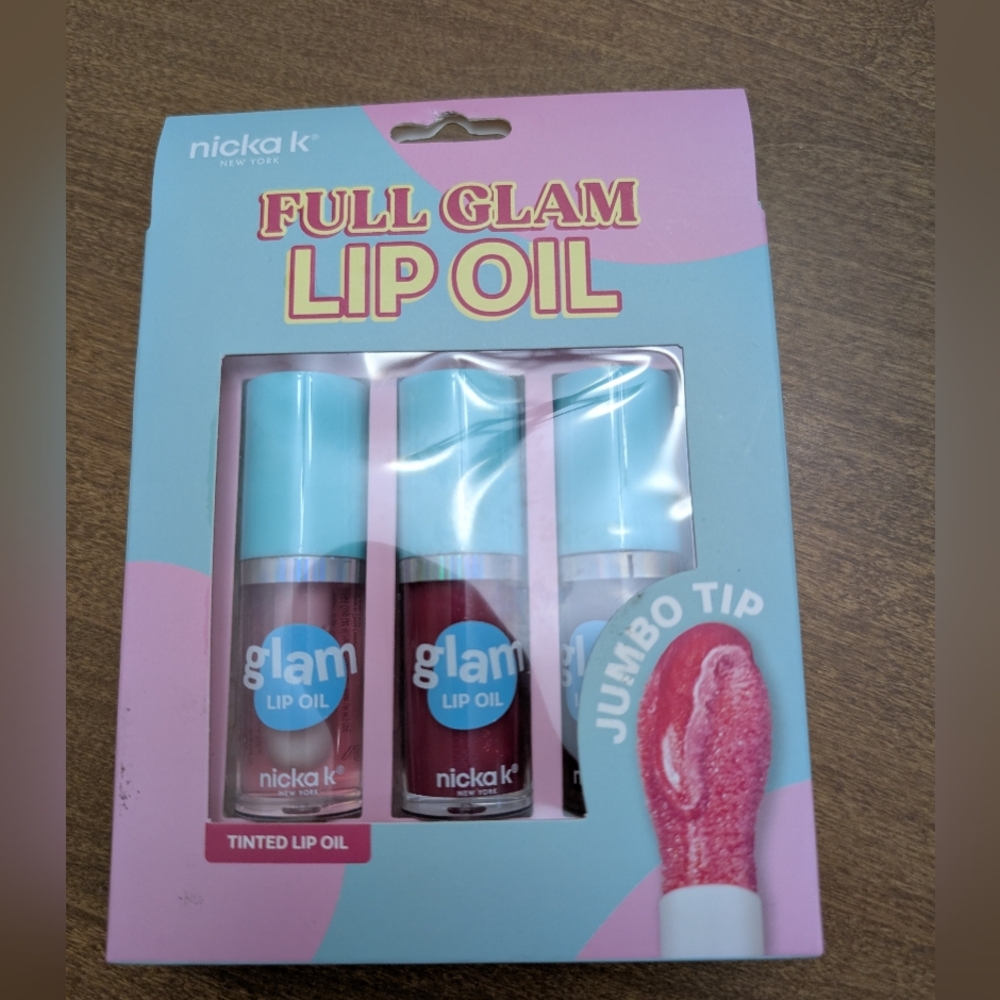 nicka k®
NEW YORK
FULL GLAM
LIP OIL
glam
LIP OIL
nicka k®
NEW YORK
glam
LIP OIL
nicka k®
NEW YORK
JUMBO TIP
TINTED LIP OIL